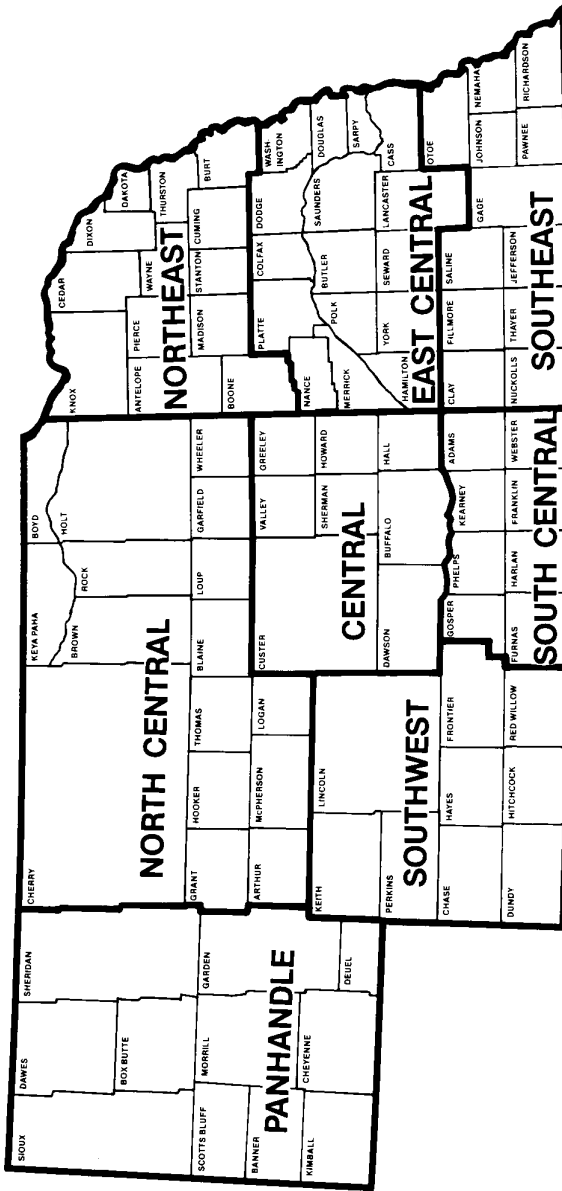 SIOUX
DAWES
SHERIDAN
BOX BUTTE
SCOTTS BLUFF
MORRILL
GARDEN
BANNER
PANHANDLE
KIMBALL
CHEYENNE
DEUEL
CHERRY
KEYA PAHA
BOYD
BROWN
ROCK
HOLT
NORTH CENTRAL
GRANT
HOOKER
THOMAS
BLAINE
LOUP
GARFIELD
WHEELER
ARTHUR
McPHERSON
LOGAN
KNOX
CEDAR
DIXON
DAKOTA
ANTELOPE
PIERCE
WAYNE
THURSTON
NORTHEAST
BOONE
MADISON
STANTON
CUMING
BURT
CUSTER
VALLEY
GREELEY
SHERMAN
HOWARD
CENTRAL
DAWSON
BUFFALO
HALL
NANCE
PLATTE
COLFAX
DODGE
WASH-
INGTON
MERRICK
POLK
BUTLER
SAUNDERS
DOUGLAS
SARPY
HAMILTON
YORK
SEWARD
LANCASTER
CASS
EAST CENTRAL
KEITH
LINCOLN
PERKINS
SOUTHWEST
CHASE
HAYES
FRONTIER
DUNDY
HITCHCOCK
RED WILLOW
GOSPER
PHELPS
KEARNEY
ADAMS
FURNAS
HARLAN
FRANKLIN
WEBSTER
SOUTH CENTRAL
CLAY
FILLMORE
SALINE
GAGE
OTOE
JOHNSON
NEMAHA
NUCKOLLS
THAYER
JEFFERSON
PAWNEE
RICHARDSON
SOUTHEAST